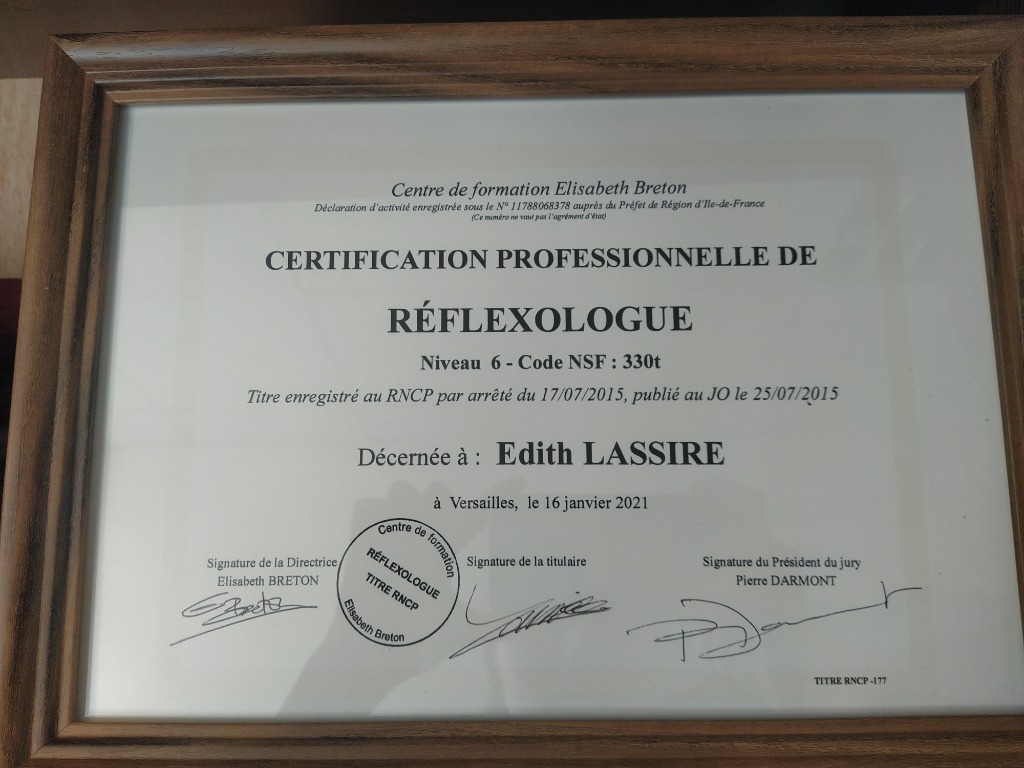 Centre de formation Elisabeth Breton
Déclaration d'activité enregistrée sous le N° 11788068378 auprès du Préfet de Région d'Ile-de-France
(Ce numéro ne vaut pas l'agrément d'état)
CERTIFICATION PROFESSIONNELLE DE
RÉFLEXOLOGUE
Niveau 6 - Code NSF : 330t
Titre enregistré au RNCP par arrêté du 17/07/2015, publié au JO le 25/07/2015
Décernée à : Edith LASSIRE
à Versailles, le 16 janvier 2021
Signature de la Directrice
Elisabeth BRETON
Centre de formation
RÉFLEXOLOGUE
TITRE RNCP
Elisabeth Breton
Signature de la titulaire
Signature du Président du jury
Pierre DARMONT
TITRE RNCP -177